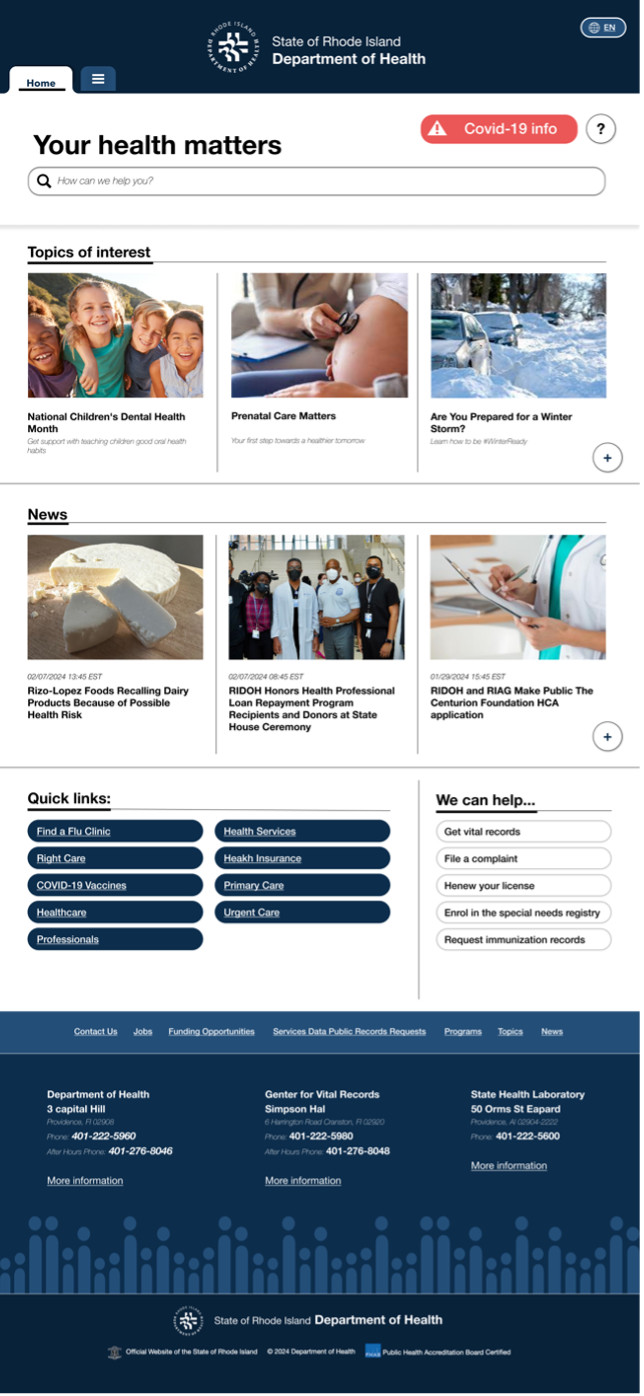 RHODE ISLAND
DEPARTMENT OF HEALTH
State of Rhode Island
Department of Health
EN
Home
Your health matters
Covid-19 info
?
How can we help you?
Topics of interest
National Children's Dental Health
Month
Get support with teaching children good oral health
habits
Prenatal Care Matters
Your first step towards a healthier tomorrow
Are You Prepared for a Winter
Storm?
Learn how to be #WinterReady
+
News
02/07/2024 13:45 EST
Rizo-Lopez Foods Recalling Dairy
Products Because of Possible
Health Risk
02/07/2024 08:45 EST
RIDOH Honors Health Professional
Loan Repayment Program
Recipients and Donors at State
House Ceremony
01/29/2024 15:45 EST
RIDOH and RIAG Make Public The
Centurion Foundation HCA
application
+
Quick links:
Find a Flu Clinic
Right Care
COVID-19 Vaccines
Healthcare
Professionals
Health Services
Heakh Insurance
Primary Care
Urgent Care
We can help...
Get vital records
File a complaint
Henew your license
Enrol in the special needs registry
Request immunization records
Contact Us Jobs Funding Opportunities Services Data Public Records Requests Programs Topics News
Department of Health
3 capital Hill
Providence, FI 02908
Phone: 401-222-5960
After Hours Phone: 401-276-8046
More information
Genter for Vital Records
Simpson Hal
6 Harrington Road Cranston, FI 02920
Phone: 401-222-5980
After Hours Phone: 401-276-8048
More information
State Health Laboratory
50 Orms St Eapard
Providence, AI 02904-2222
Phone: 401-222-5600
More information
State of Rhode Island Department of Health
Official Website of the State of Rhode Island © 2024 Department of Health PHAB Public Health Accreditation Board Certified